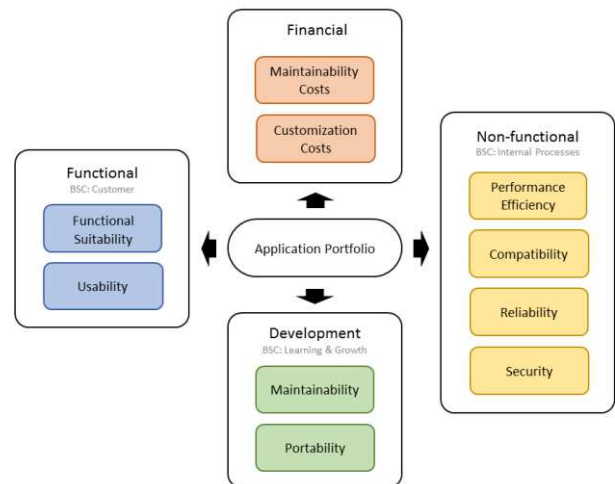 Financial
Maintainability
Costs
Customization
Costs
Functional
BSC: Customer
Functional
Suitability
Usability
Application Portfolio
Non-functional
BSC: Internal Processes
Performance
Efficiency
Compatibility
Reliability
Security
Development
BSC: Learning & Growth
Maintainability
Portability